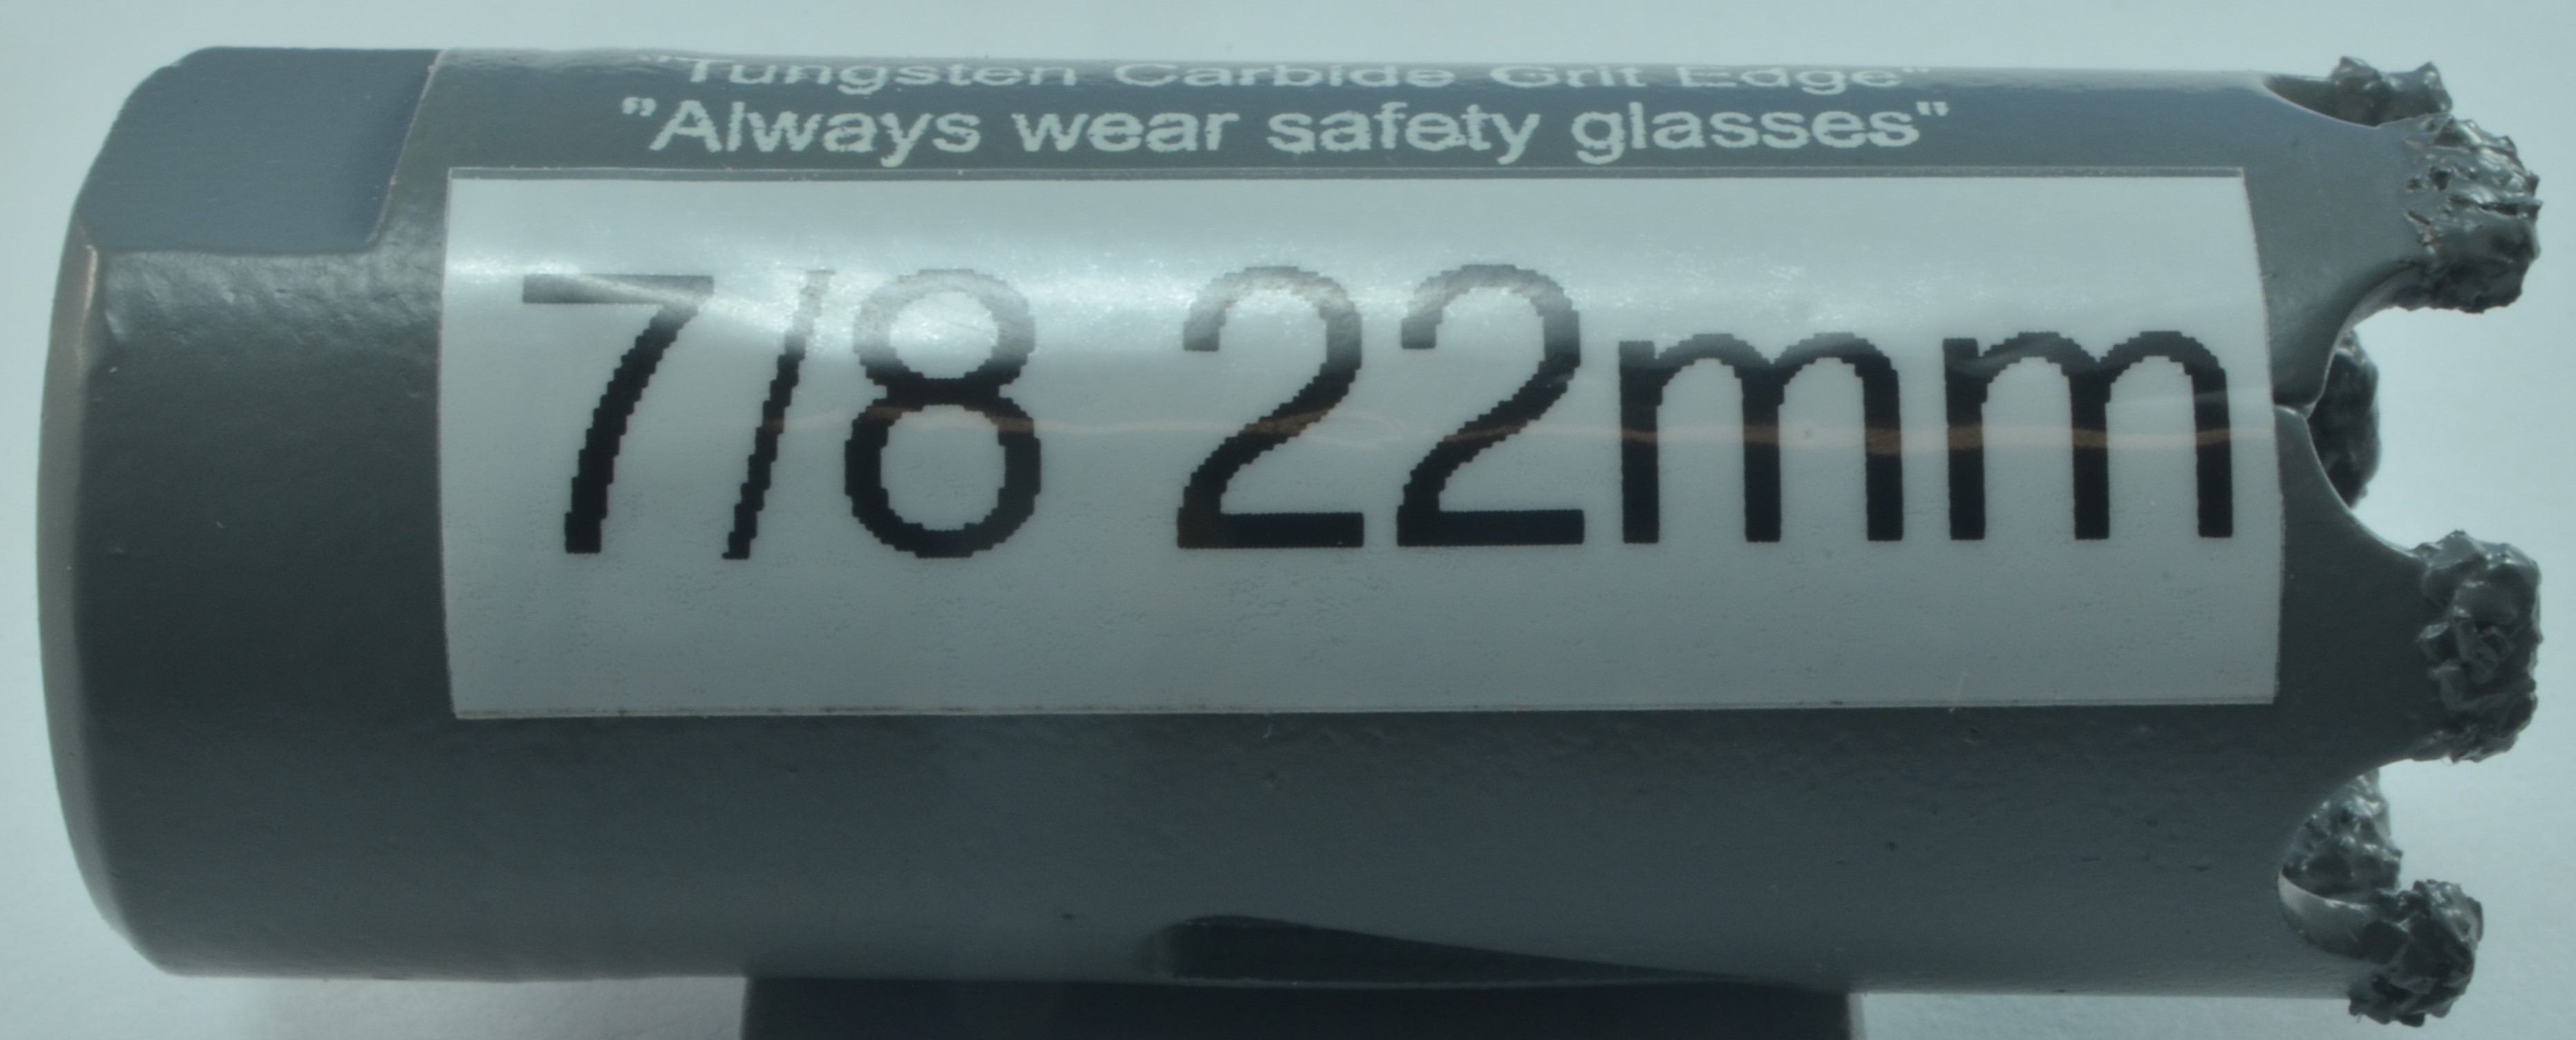 "Tungsten Carbide Grit Edge"
"Always wear safety glasses"
7/8 22mm